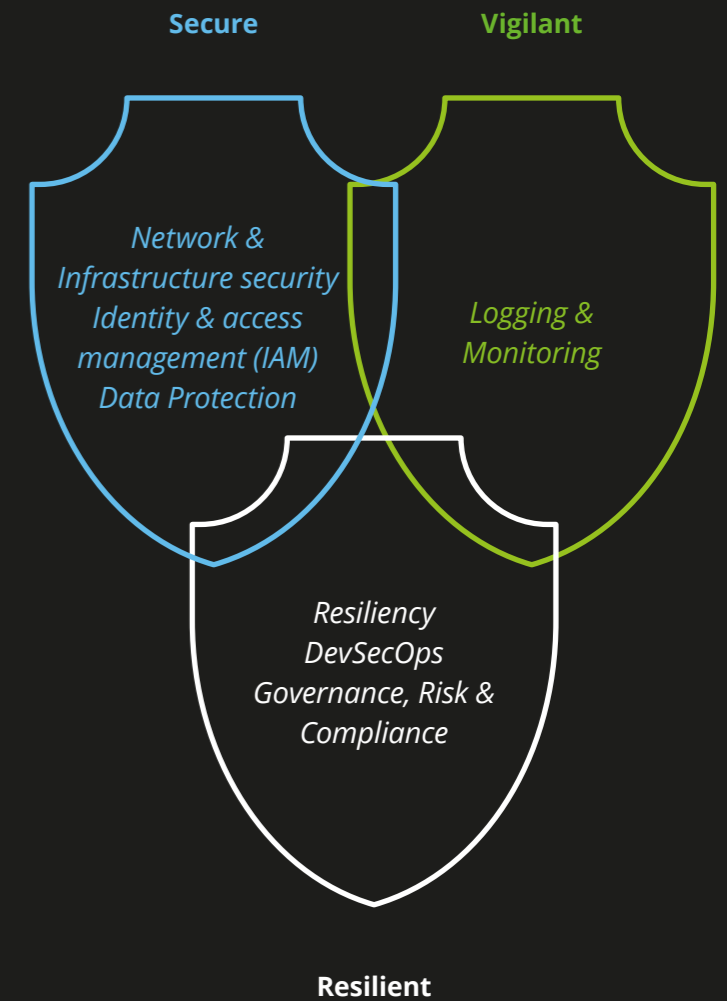 Secure
Vigilant
Network &
Infrastructure security
Identity & access
management (IAM)
Data Protection
Logging &
Monitoring
Resiliency
DevSecOps
Governance, Risk &
Compliance
Resilient